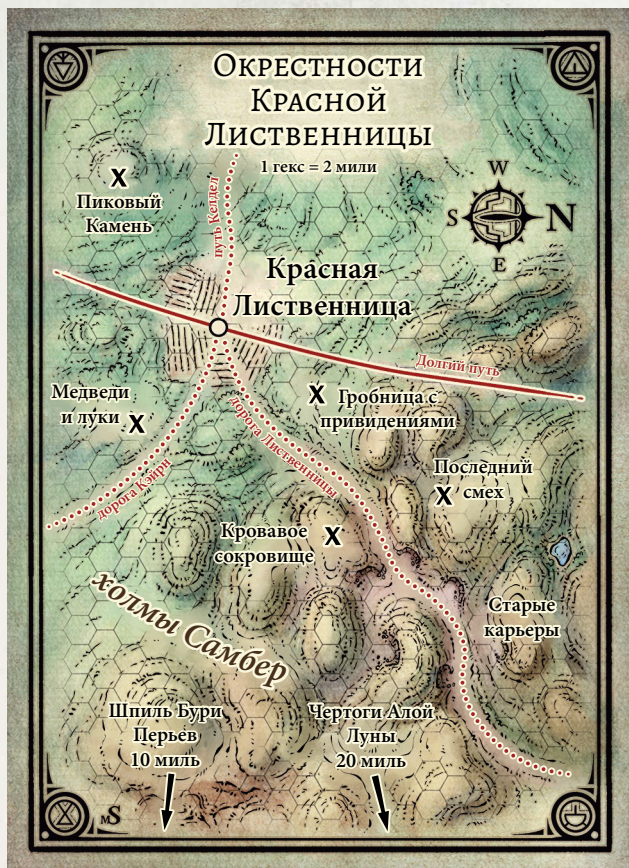 Окрестности
Красной
Лиственницы
1 гекс = 2 мили
W
S
N
E
Пиковый
Камень
путь Келдел
Красная
Лиственница
Долгий путь
Медведи
и луки
Гробница с
привидениями
дорога Лиственницы
дорога Кэйрн
Последний
смех
Кровавое
сокровище
Старые
карьеры
холмы Самбер
Шпиль Бури
Перьев
10 миль
Чертоги Алой
Луны
20 миль
MS